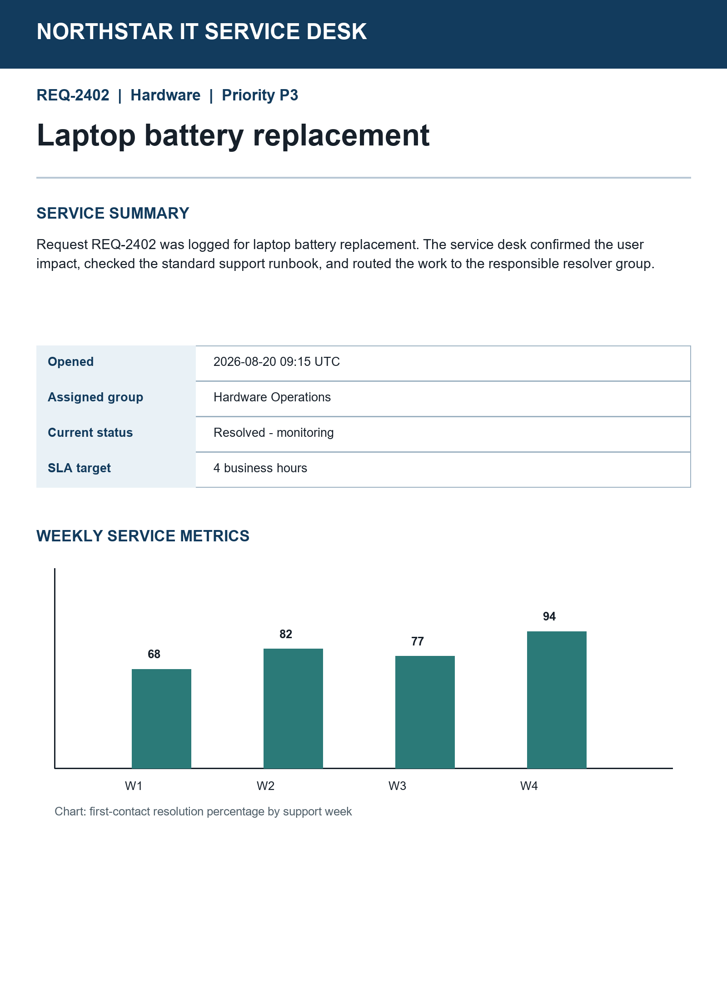 NORTHSTAR IT SERVICE DESK
REQ-2402 | Hardware | Priority P3
Laptop battery replacement
SERVICE SUMMARY
Request REQ-2402 was logged for laptop battery replacement. The service desk confirmed the user
impact, checked the standard support runbook, and routed the work to the responsible resolver group.
Opened 2026-08-20 09:15 UTC
Assigned group Hardware Operations
Current status Resolved - monitoring
SLA target 4 business hours
WEEKLY SERVICE METRICS
68 82 77 94
W1 W2 W3 W4
Chart: first-contact resolution percentage by support week